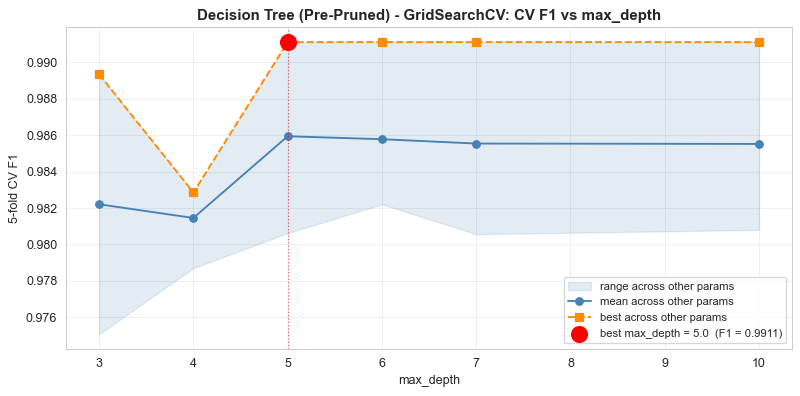 Decision Tree (Pre-Pruned) - GridSearchCV: CV F1 vs max_depth
5-fold CV F1
0.990
0.988
0.986
0.984
0.982
0.980
0.978
0.976
3
4
5
6
7
8
9
10
max_depth
range across other params
mean across other params
best across other params
best max_depth = 5.0 (F1 = 0.9911)